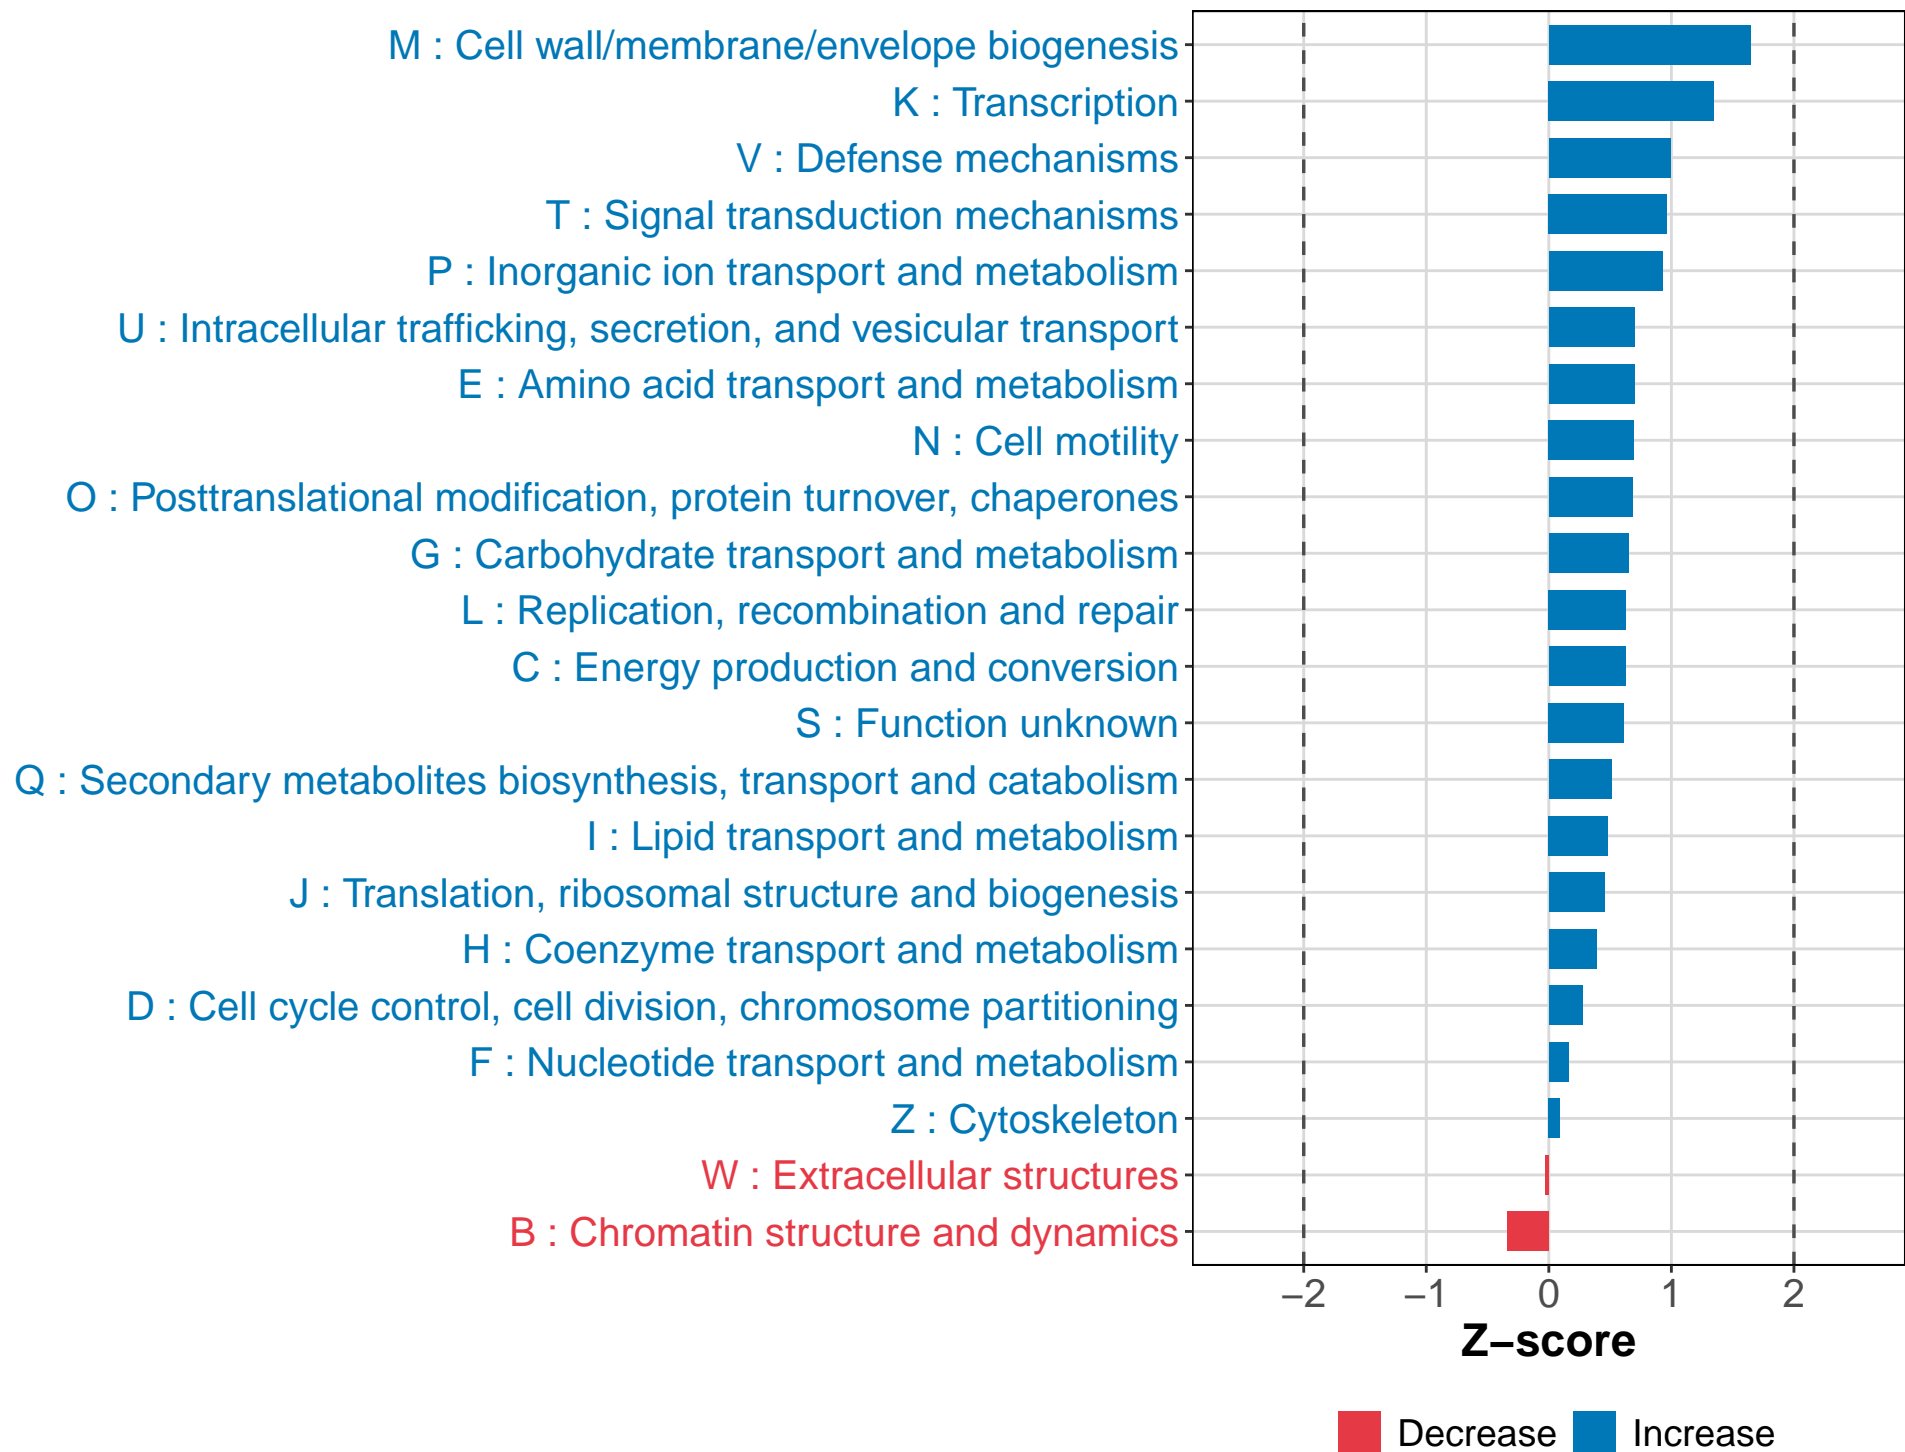 M : Cell wall/membrane/envelope biogenesis
K : Transcription
V : Defense mechanisms
T : Signal transduction mechanisms
P : Inorganic ion transport and metabolism
U : Intracellular trafficking, secretion, and vesicular transport
E : Amino acid transport and metabolism
N : Cell motility
O : Posttranslational modification, protein turnover, chaperones
G : Carbohydrate transport and metabolism
L : Replication, recombination and repair
C : Energy production and conversion
S : Function unknown
Q : Secondary metabolites biosynthesis, transport and catabolism
I : Lipid transport and metabolism
J : Translation, ribosomal structure and biogenesis
H : Coenzyme transport and metabolism
D : Cell cycle control, cell division, chromosome partitioning
F : Nucleotide transport and metabolism
Z : Cytoskeleton
W : Extracellular structures
B : Chromatin structure and dynamics
−2 −1 0 1 2
Z−score
Decrease Increase